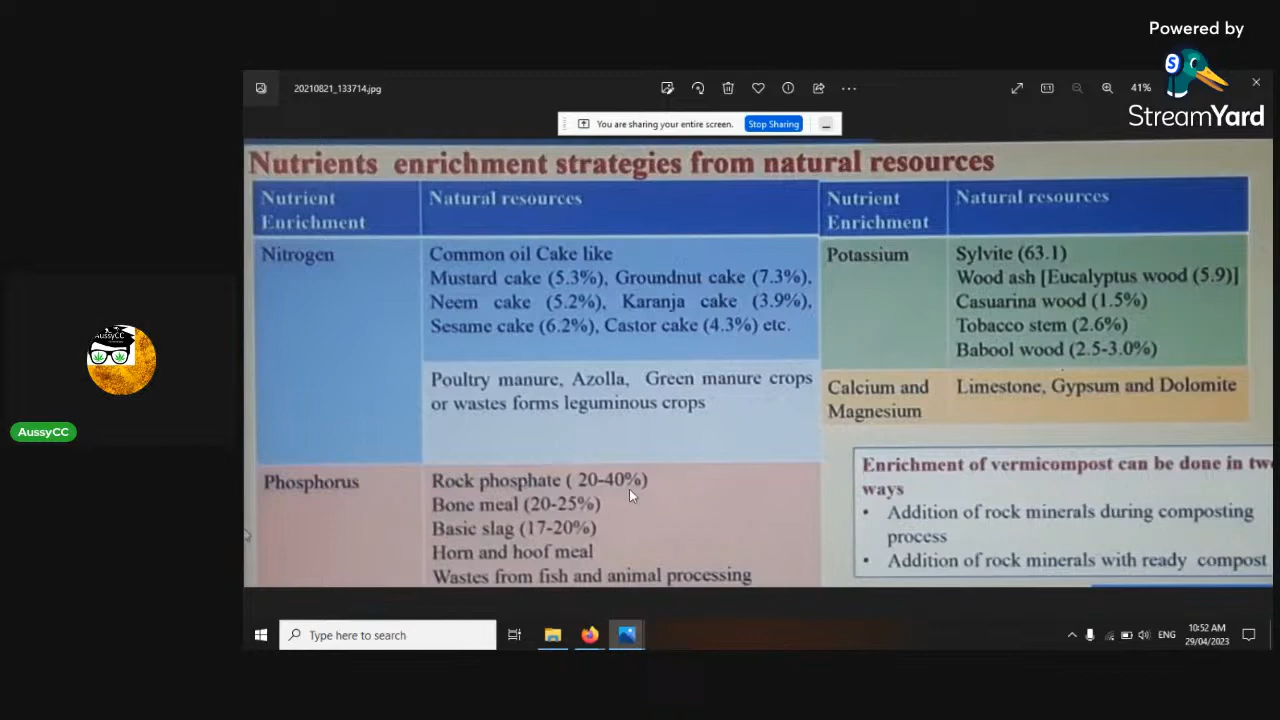 Powered by
StreamYard
20210821_133714.jpg
41%
You are sharing your entire screen.
Stop Sharing
Nutrients enrichment strategies from natural resources
Nutrient Enrichment
Natural resources
Nitrogen
Common oil Cake like
Mustard cake (5.3%), Groundnut cake (7.3%),
Neem cake (5.2%), Karanja cake (3.9%),
Sesame cake (6.2%), Castor cake (4.3%) etc.
Poultry manure, Azolla, Green manure crops
or wastes forms leguminous crops
Phosphorus
Rock phosphate ( 20-40%)
Bone meal (20-25%)
Basic slag (17-20%)
Horn and hoof meal
Wastes from fish and animal processing
Nutrient
Enrichment
Natural resources
Potassium
Sylvite (63.1)
Wood ash [Eucalyptus wood (5.9)]
Casuarina wood (1.5%)
Tobacco stem (2.6%)
Babool wood (2.5-3.0%)
Calcium and
Magnesium
Limestone, Gypsum and Dolomite
Enrichment of vermicompost can be done in two
ways
• Addition of rock minerals during composting
process
• Addition of rock minerals with ready compost
AussyCC
AussyCC
Type here to search
ENG
10:52 AM
29/04/2023